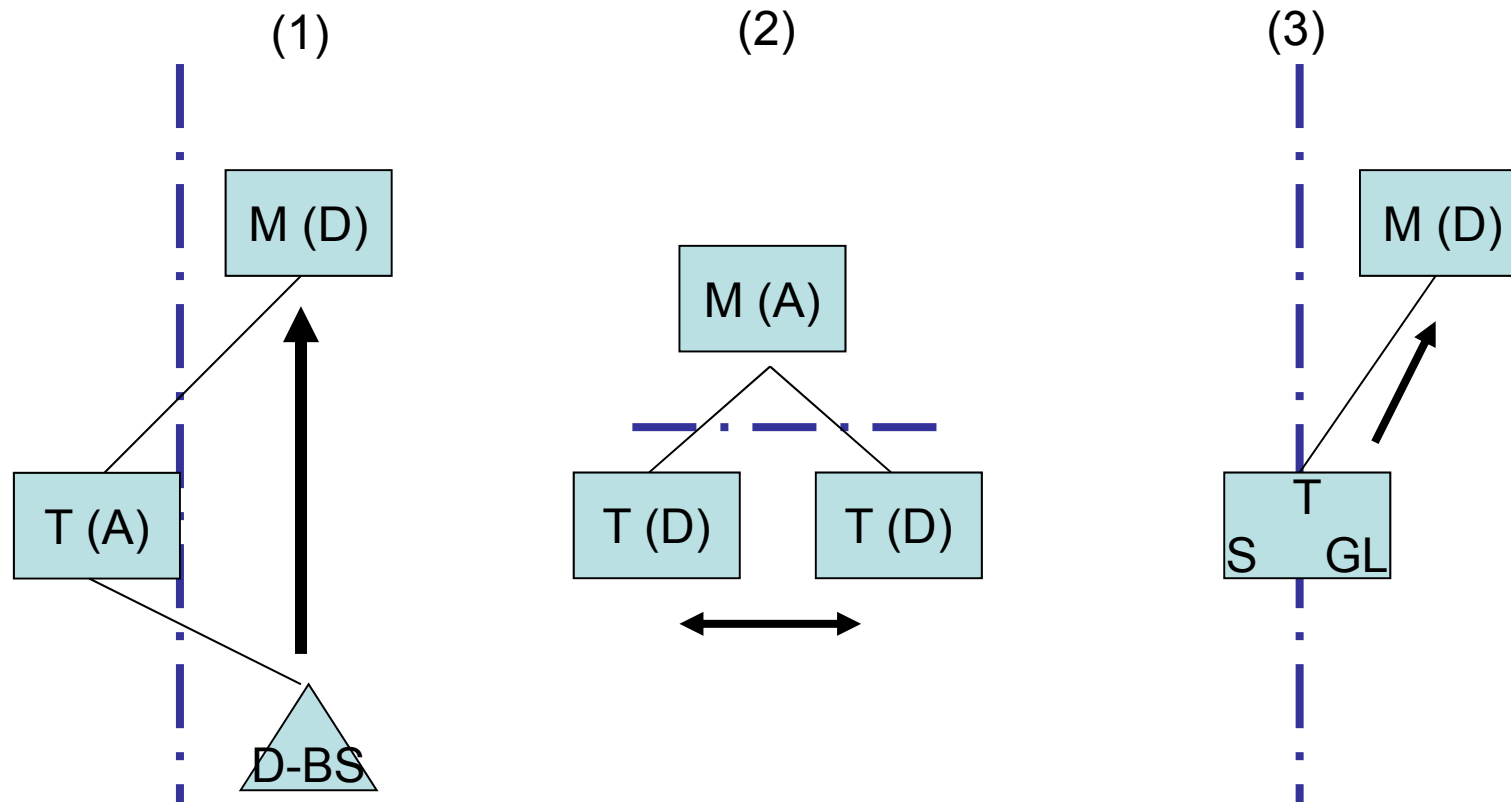 (1) (2) (3)
M (D) M (D)
M (A)
T (A) T (D) T (D) T
S GL
D-BS